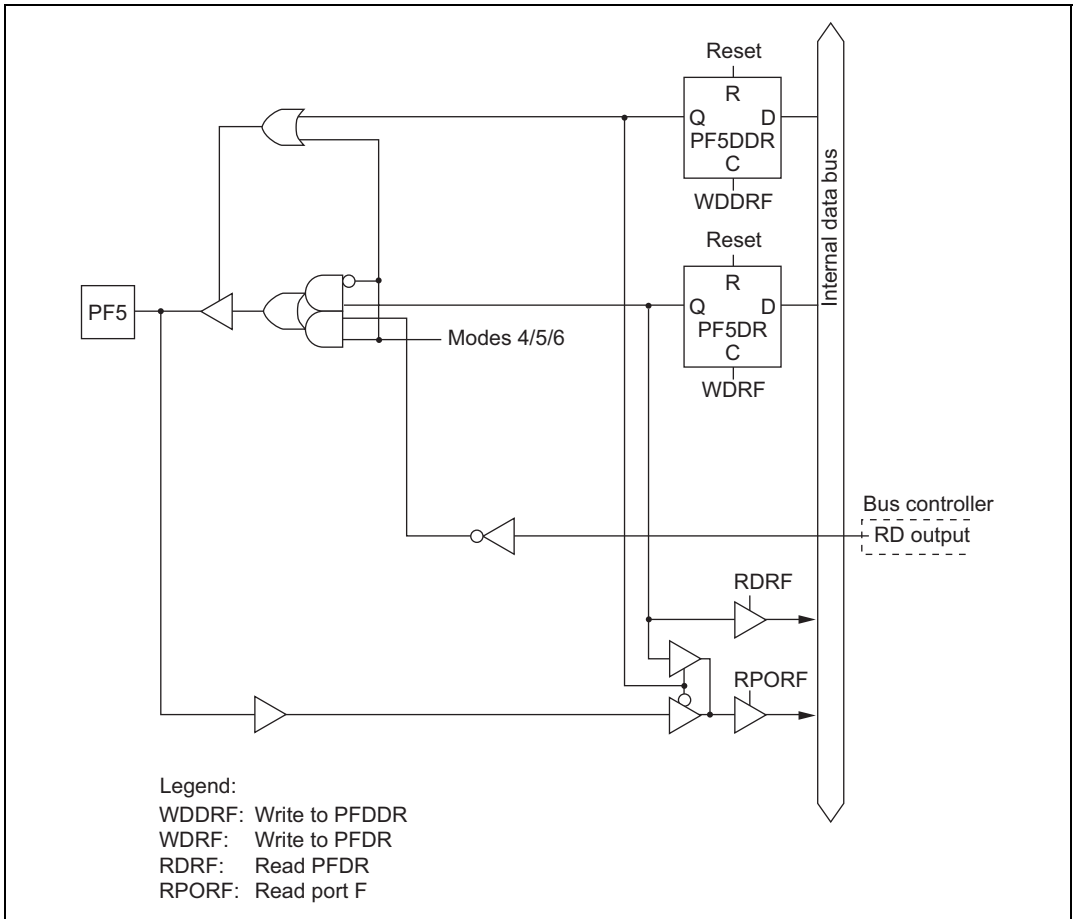 Reset
R
Q D
PF5DDR
C
WDDRF
Internal data bus
Reset
R
Q D
PF5DR
C
WDRF
PF5
Modes 4/5/6
Bus controller
RD output
RDRF
RPORF
Legend:
WDDRF: Write to PFDDR
WDRF: Write to PFDR
RDRF: Read PFDR
RPORF: Read port F